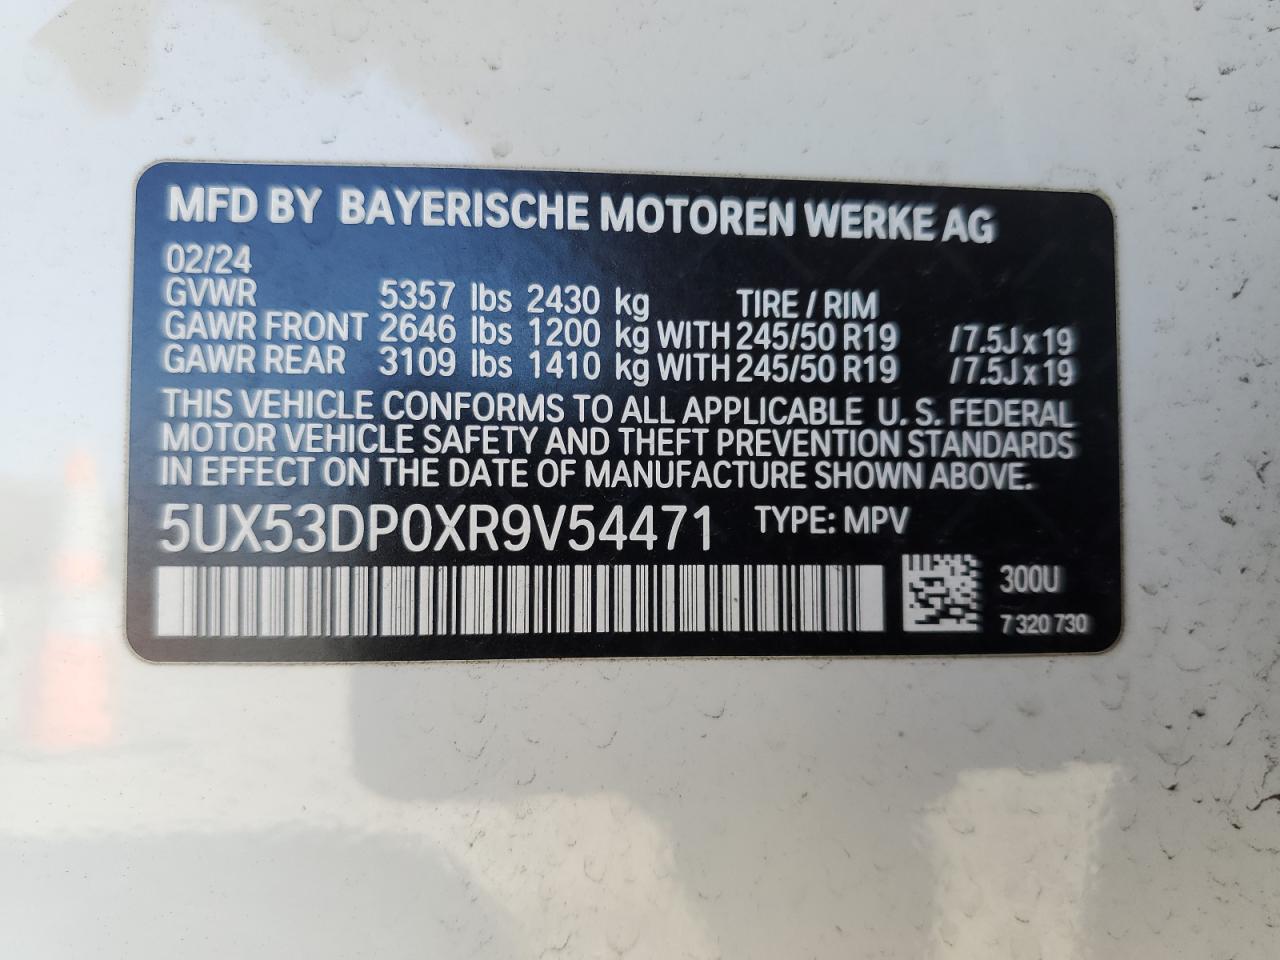 MFD BY BAYERISCHE MOTOREN WERKE AG
02/24
GVWR 5357 lbs 2430 kg TIRE / RIM
GAWR FRONT 2646 lbs 1200 kg WITH 245/50 R19 /7.5J x 19
GAWR REAR 3109 lbs 1410 kg WITH 245/50 R19 /7.5J x 19
THIS VEHICLE CONFORMS TO ALL APPLICABLE U. S. FEDERAL
MOTOR VEHICLE SAFETY AND THEFT PREVENTION STANDARDS
IN EFFECT ON THE DATE OF MANUFACTURE SHOWN ABOVE.
5UX53DP0XR9V54471 TYPE: MPV
300U
7 320 730